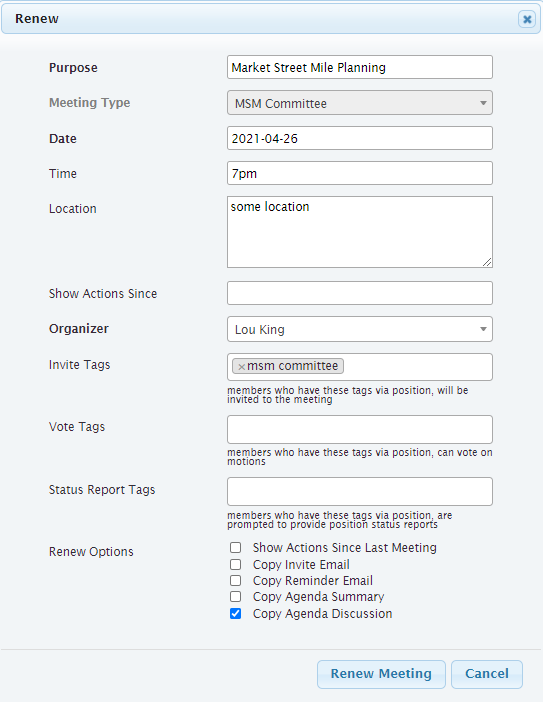 Renew
Purpose
Market Street Mile Planning
Meeting Type
MSM Committee
Date
2021-04-26
Time
7pm
Location
some location
Show Actions Since
Organizer
Lou King
Invite Tags
×msm committee
members who have these tags via position, will be
invited to the meeting
Vote Tags
members who have these tags via position, can vote on
motions
Status Report Tags
members who have these tags via position, are
prompted to provide position status reports
Renew Options
Show Actions Since Last Meeting
Copy Invite Email
Copy Reminder Email
Copy Agenda Summary
Copy Agenda Discussion
Renew Meeting
Cancel